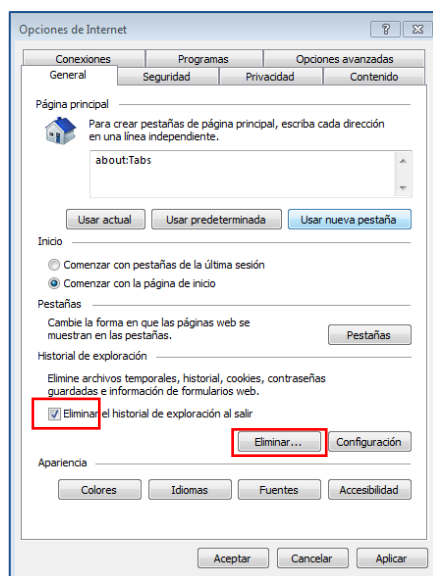 Opciones de Internet
Conexiones Programas Opciones avanzadas
General Seguridad Privacidad Contenido
Página principal
Para crear pestañas de página principal, escriba cada dirección
en una línea independiente.
about:Tabs
Usar actual Usar predeterminada Usar nueva pestaña
Inicio
Comenzar con pestañas de la última sesión
Comenzar con la página de inicio
Pestañas
Cambie la forma en que las páginas web se
muestran en las pestañas.
Pestañas
Historial de exploración
Elimine archivos temporales, historial, cookies, contraseñas
guardadas e información de formularios web.
Eliminar el historial de exploración al salir
Eliminar... Configuración
Apariencia
Colores Idiomas Fuentes Accesibilidad
Aceptar Cancelar Aplicar